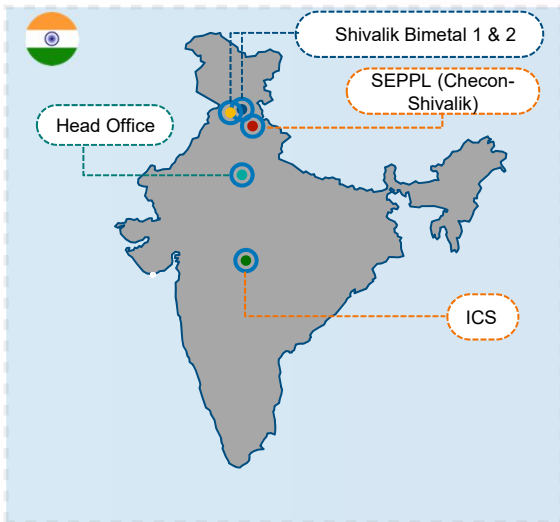 Shivalik Bimetal 1 & 2
SEPPL (Checon-
Shivalik)
Head Office
ICS